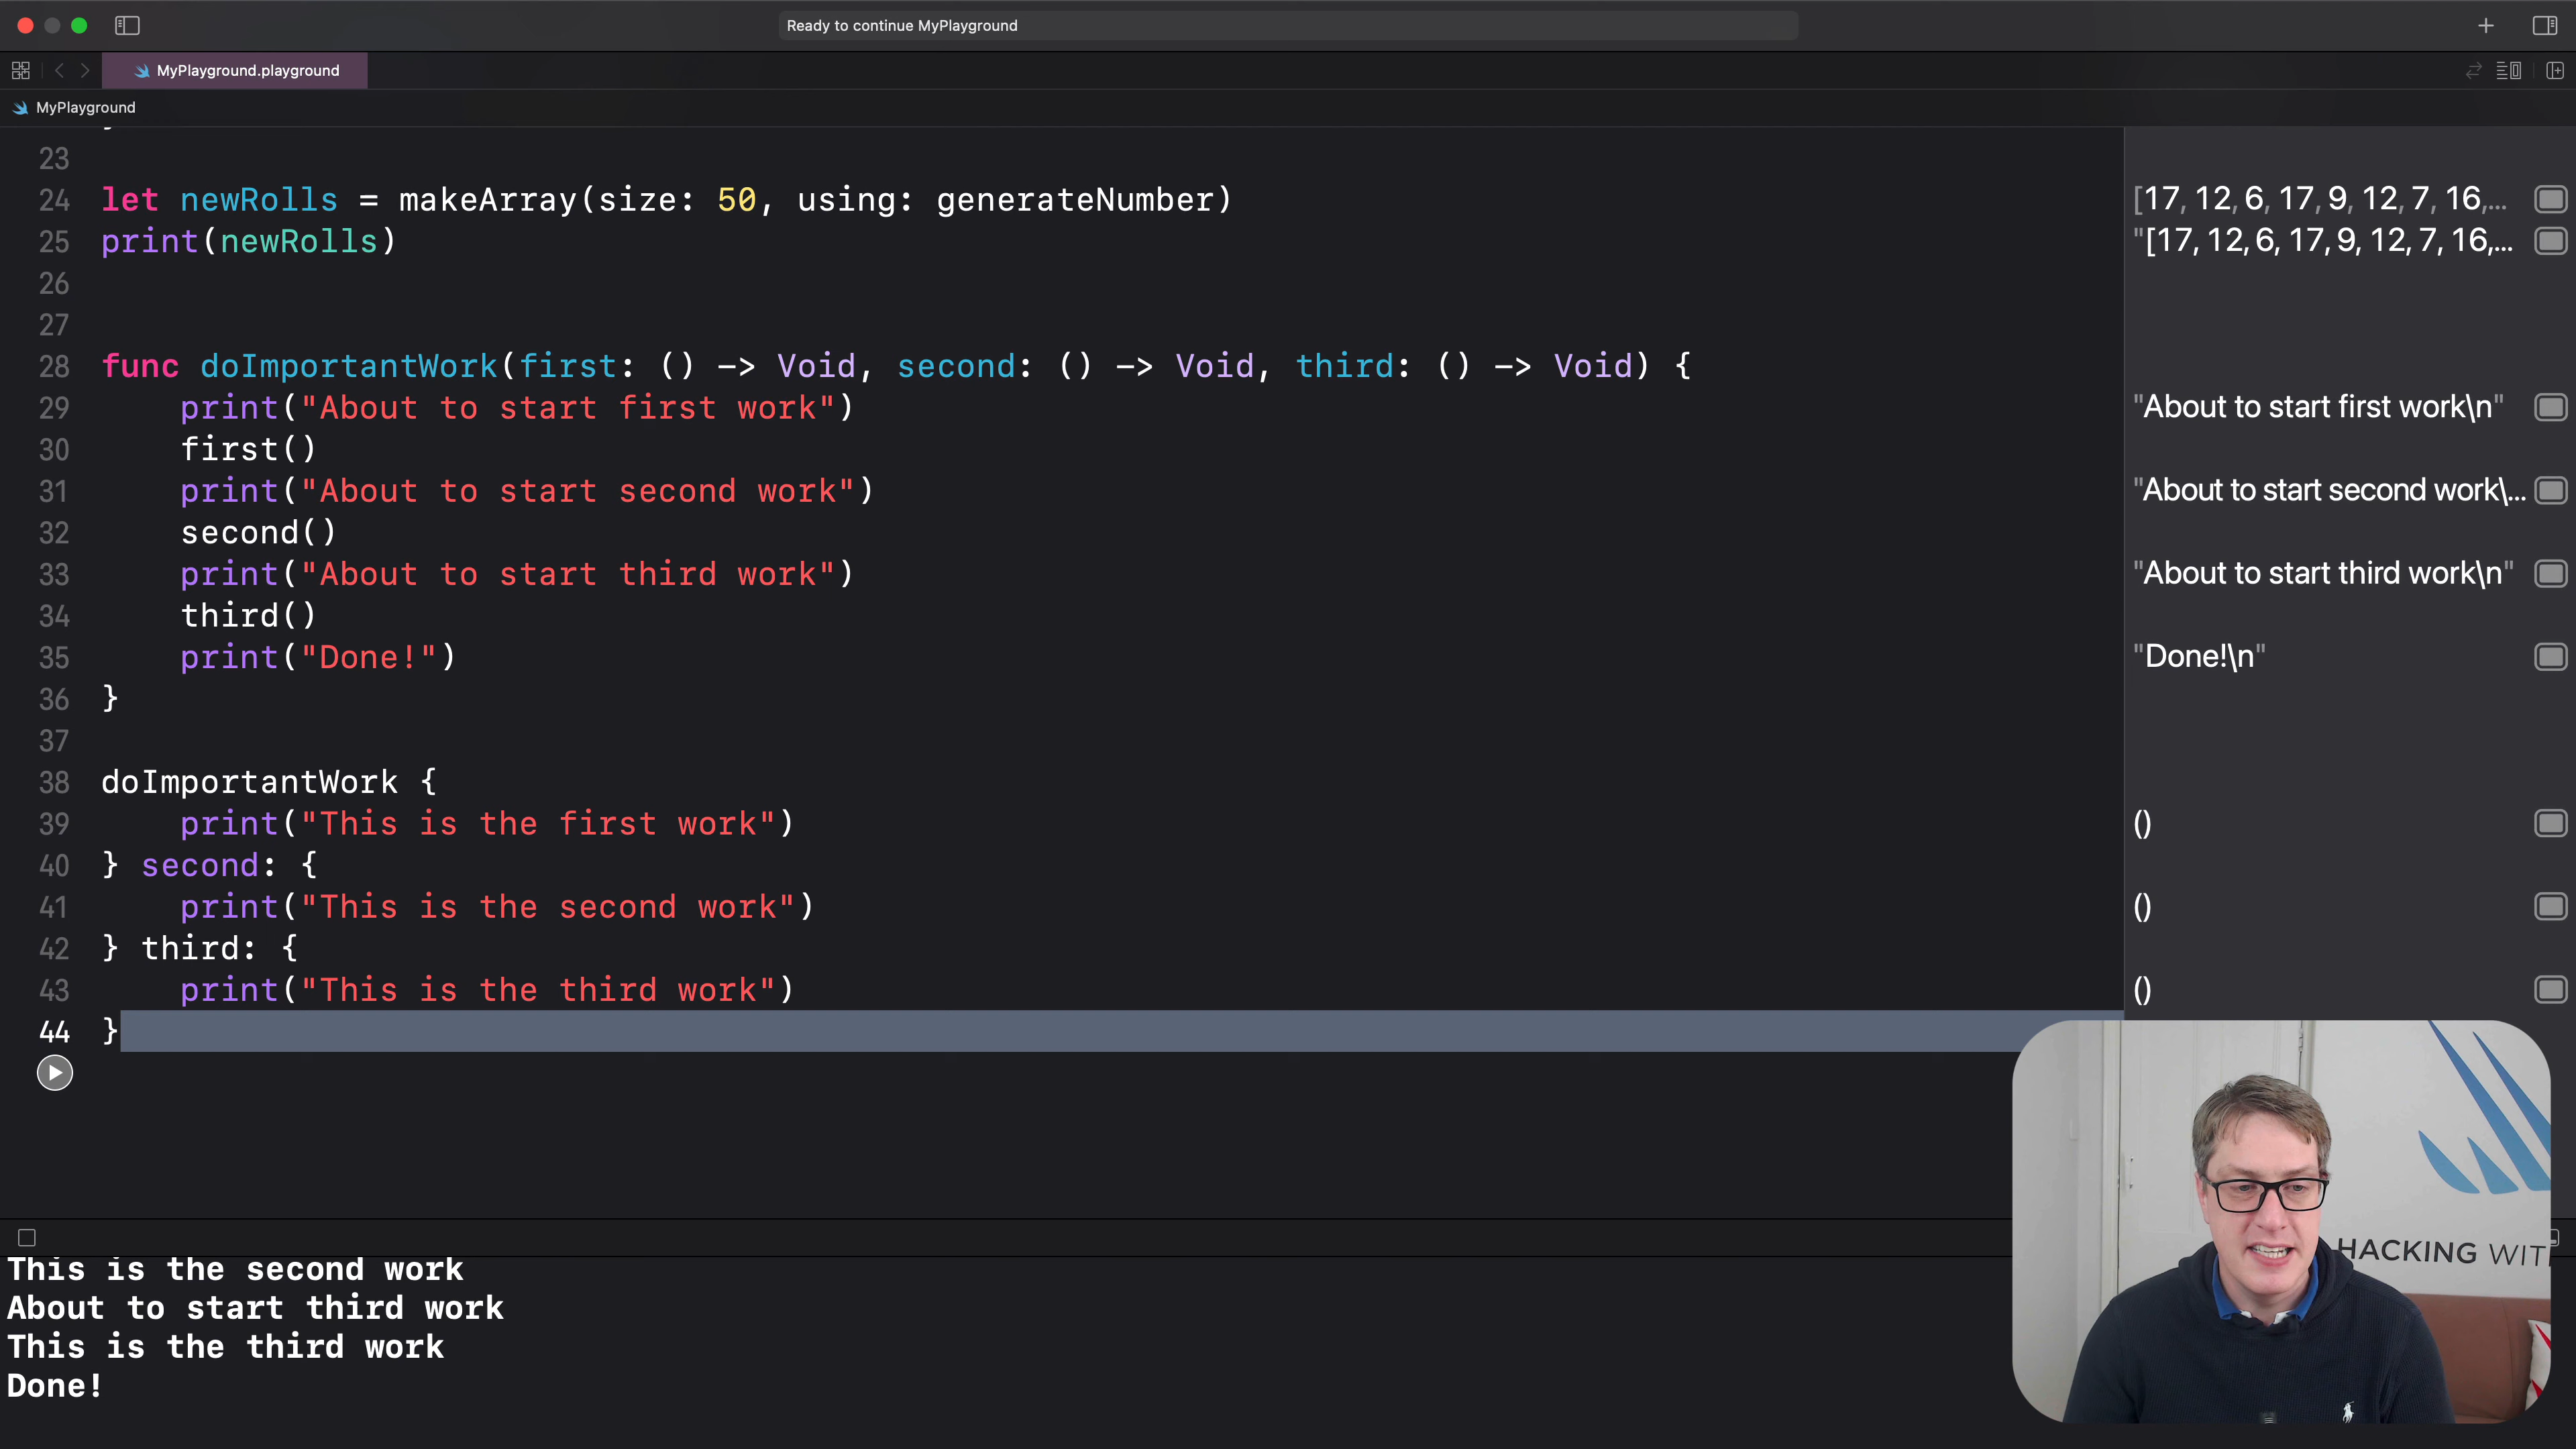 Ready to continue MyPlayground
MyPlayground.playground
MyPlayground
23
24 let newRolls = makeArray(size: 50, using: generateNumber)
[17, 12, 6, 17, 9, 12, 7, 16,...
25 print(newRolls)
"[17, 12, 6, 17, 9, 12, 7, 16,...
26
27
28 func doImportantWork(first: () -> Void, second: () -> Void, third: () -> Void) {
29 print("About to start first work")
"About to start first work\n"
30 first()
31 print("About to start second work")
"About to start second work\...
32 second()
33 print("About to start third work")
"About to start third work\n"
34 third()
35 print("Done!")
"Done!\n"
36 }
37
38 doImportantWork {
39 print("This is the first work")
()
40 } second: {
41 print("This is the second work")
()
42 } third: {
43 print("This is the third work")
()
44 }
This is the second work
About to start third work
This is the third work
Done!
HACKING WIT